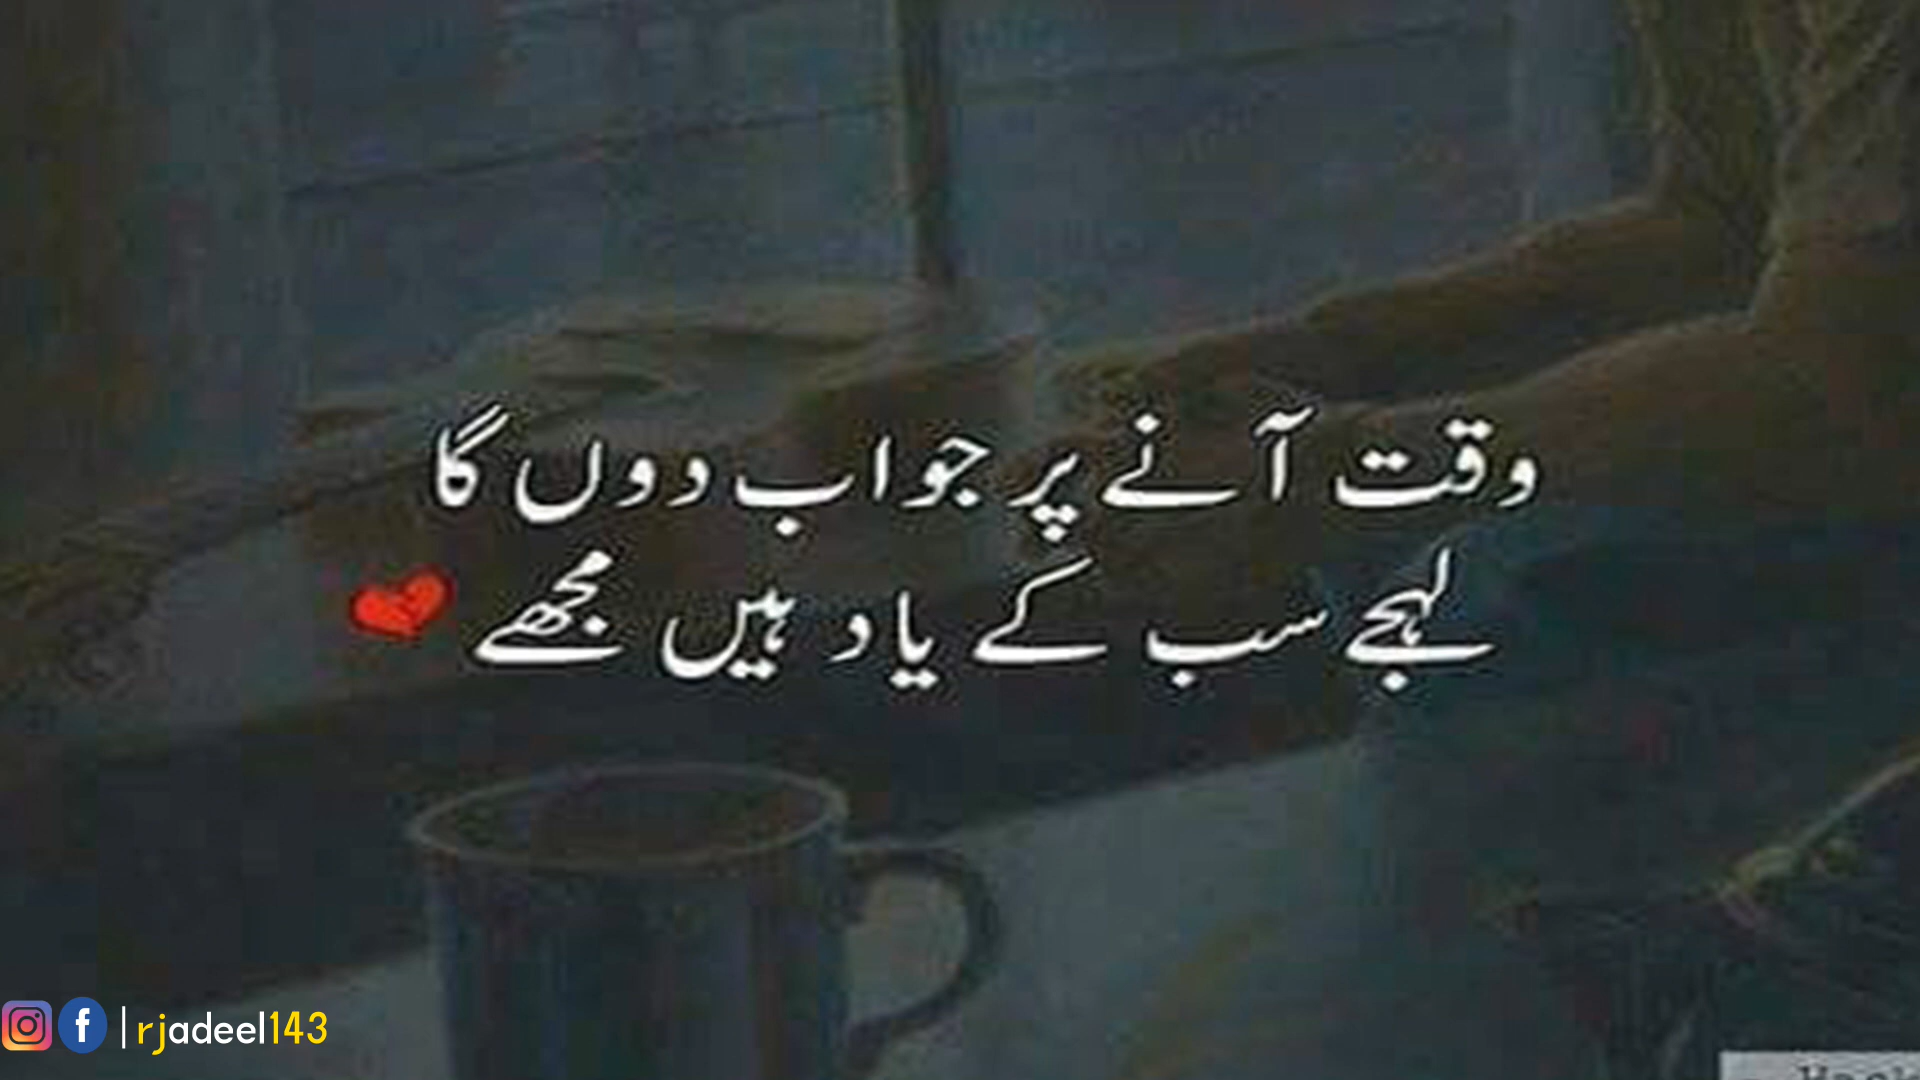 وقت آنے پر جواب دوں گا
لہجے سب کے یاد ہیں مجھے
|rjadeel143